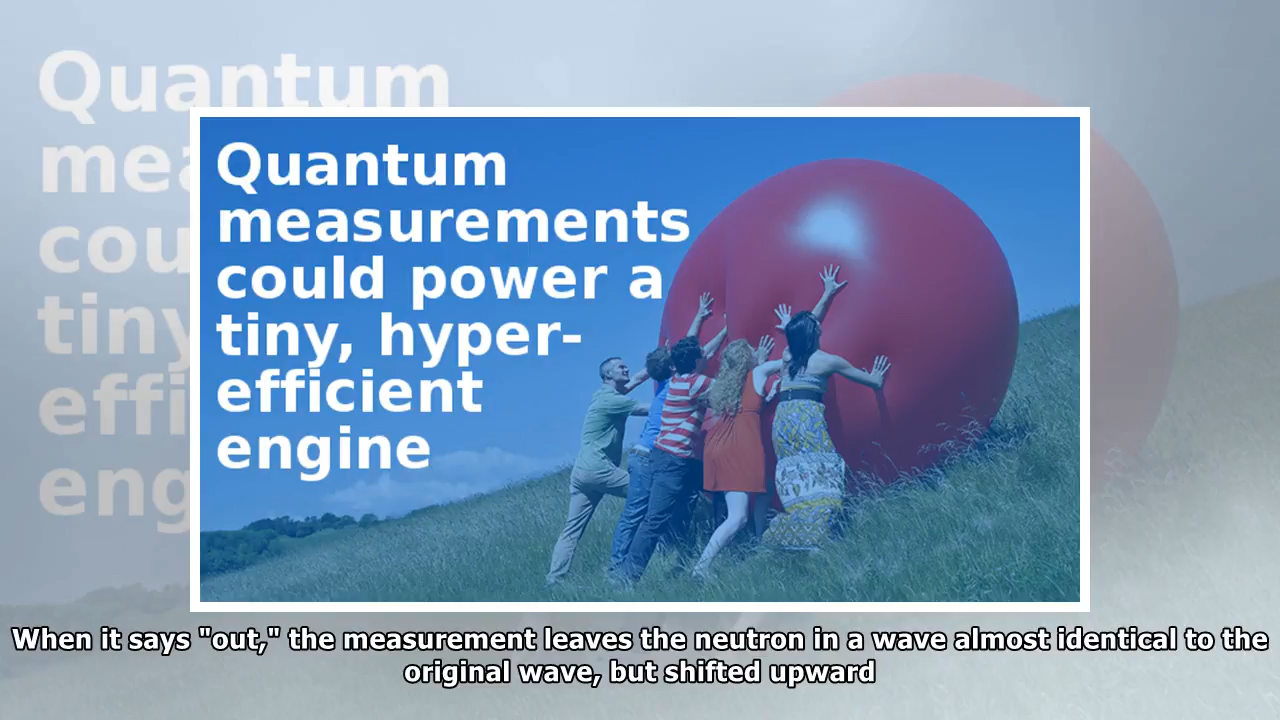 Quantum
measurements
could power a
tiny, hyper-
efficient
engine
When it says "out," the measurement leaves the neutron in a wave almost identical to the
original wave, but shifted upward